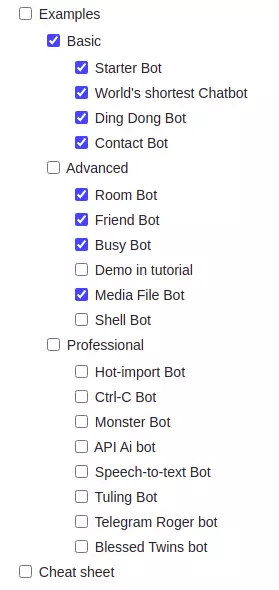 Examples
Basic
Starter Bot
World's shortest Chatbot
Ding Dong Bot
Contact Bot
Advanced
Room Bot
Friend Bot
Busy Bot
Demo in tutorial
Media File Bot
Shell Bot
Professional
Hot-import Bot
Ctrl-C Bot
Monster Bot
API Ai bot
Speech-to-text Bot
Tuling Bot
Telegram Roger bot
Blessed Twins bot
Cheat sheet